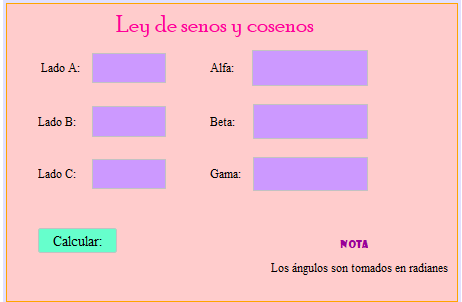 Ley de senos y cosenos
Lado A: Alfa:
Lado B: Beta:
Lado C: Gama:
Calcular:
NOTA
Los ángulos son tomados en radianes